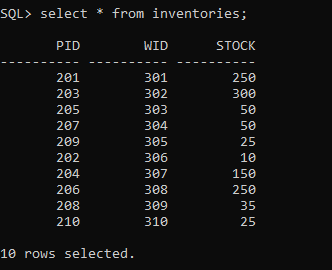 SQL> select * from inventories;
PID WID STOCK
---------- ---------- ----------
201 301 250
203 302 300
205 303 50
207 304 50
209 305 25
202 306 10
204 307 150
206 308 250
208 309 35
210 310 25
10 rows selected.